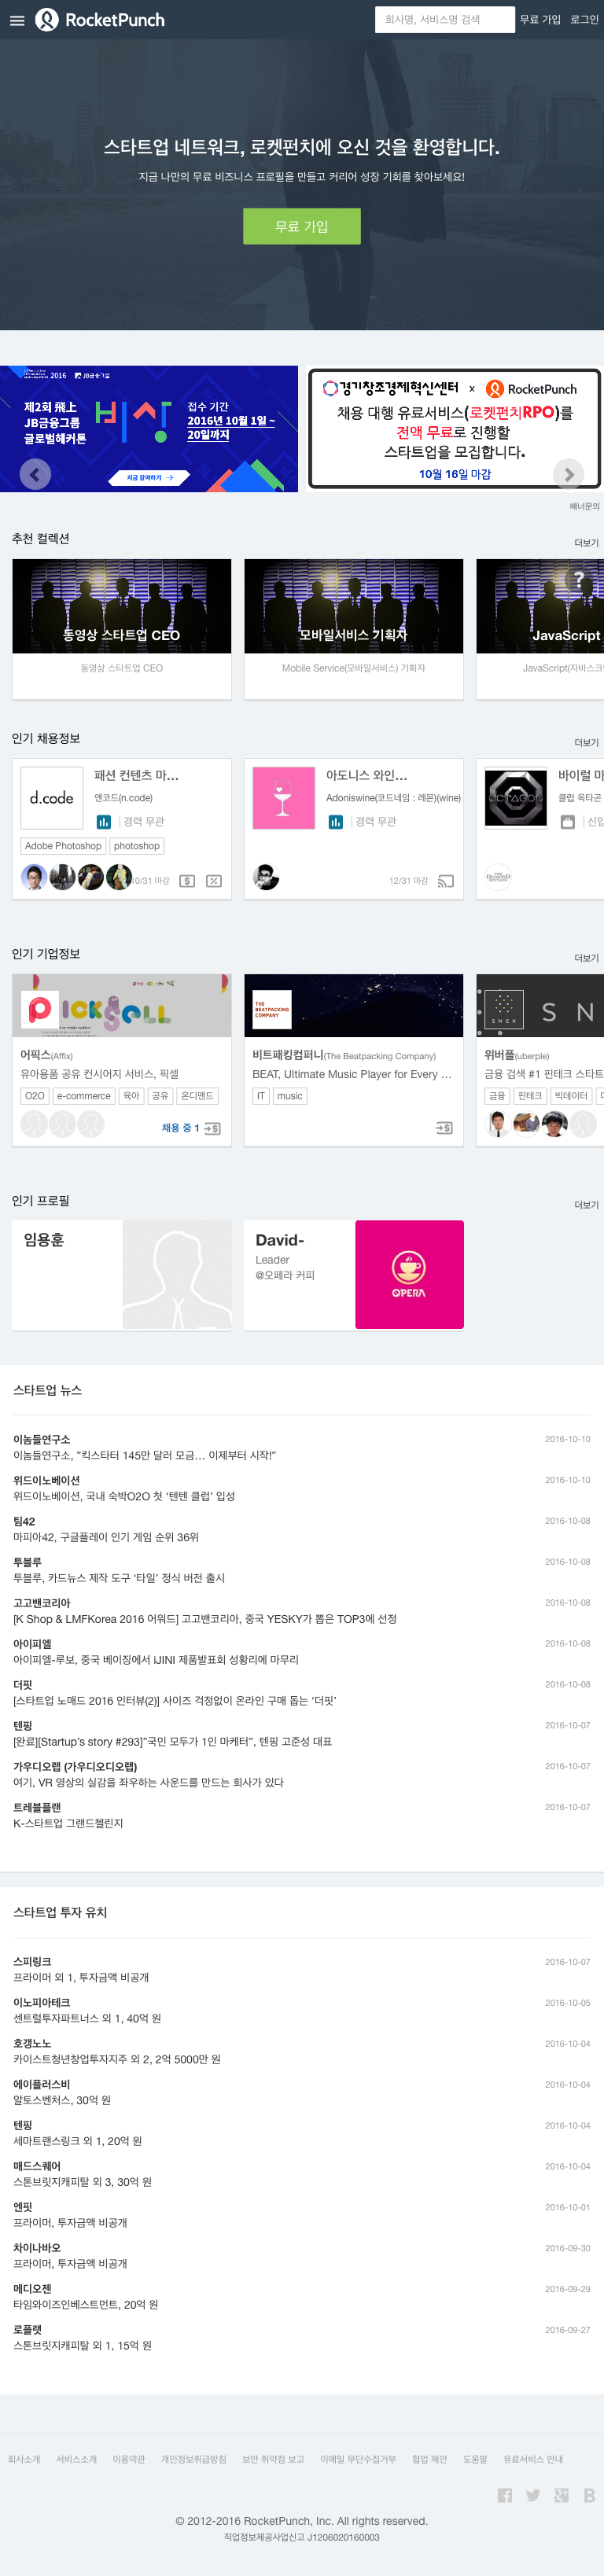 RocketPunch
회사명, 서비스명 검색
무료 가입
로그인
스타트업 네트워크, 로켓펀치에 오신 것을 환영합니다.
지금 나만의 무료 비즈니스 프로필을 만들고 커리어 성장 기회를 찾아보세요!
무료 가입
2016 JB금융그룹
제2회 飛上
JB금융그룹
글로벌해커톤
비상
접수 기간
2016년 10월 1일 ~
20일까지
지금 참여하기 →
경기창조경제혁신센터 x RocketPunch
채용 대행 유료서비스(로켓펀치RPO)를
전액 무료로 진행할
스타트업을 모집합니다.
10월 16일 마감
배너문의
추천 컬렉션
더보기
동영상 스타트업 CEO
동영상 스타트업 CEO
모바일서비스 기획자
Mobile Service(모바일서비스) 기획자
?
JavaScript
JavaScript(자바스크
인기 채용정보
더보기
d.code
패션 컨텐츠 마...
엔코드(n.code)
경력 무관
Adobe Photoshop
photoshop
0/31 마감
아도니스 와인...
Adoniswine(코드네임 : 레몬)(wine)
경력 무관
12/31 마감
OCTAGON
바이럴 마
클럽 옥타곤
신입
인기 기업정보
더보기
PICKSELL
어픽스(Affix)
유아용품 공유 컨시어지 서비스, 픽셀
O2O
e-commerce
육아
공유
온디맨드
채용 중 1
THE
BEATPACKING
COMPANY
비트패킹컴퍼니(The Beatpacking Company)
BEAT, Ultimate Music Player for Every ...
IT
music
SNEK
S N
위버플(uberple)
금융 검색 #1 핀테크 스타트
금융
핀테크
빅데이터
인기 프로필
더보기
임용훈
David-
Leader
@오페라 커피
OPERA
스타트업 뉴스
이놈들연구소
2016-10-10
이놈들연구소, "킥스타터 145만 달러 모금… 이제부터 시작!"
위드이노베이션
2016-10-10
위드이노베이션, 국내 숙박O2O 첫 ‘텐텐 클럽’ 입성
팀42
2016-10-08
마피아42, 구글플레이 인기 게임 순위 36위
투블루
2016-10-08
투블루, 카드뉴스 제작 도구 ‘타일’ 정식 버전 출시
고고밴코리아
2016-10-08
[K Shop & LMFKorea 2016 어워드] 고고밴코리아, 중국 YESKY가 뽑은 TOP3에 선정
아이피엘
2016-10-08
아이피엘-루보, 중국 베이징에서 iJINI 제품발표회 성황리에 마무리
더핏
2016-10-08
[스타트업 노매드 2016 인터뷰(2)] 사이즈 걱정없이 온라인 구매 돕는 ‘더핏’
텐핑
2016-10-07
[완료][Startup's story #293]"국민 모두가 1인 마케터", 텐핑 고준성 대표
가우디오랩 (가우디오디오랩)
2016-10-07
여기, VR 영상의 실감을 좌우하는 사운드를 만드는 회사가 있다
트레블플랜
2016-10-07
K-스타트업 그랜드챌린지
스타트업 투자 유치
스피링크
2016-10-07
프라이머 외 1, 투자금액 비공개
이노피아테크
2016-10-05
센트럴투자파트너스 외 1, 40억 원
호갱노노
2016-10-04
카이스트청년창업투자지주 외 2, 2억 5000만 원
에이플러스비
2016-10-04
알토스벤처스, 30억 원
텐핑
2016-10-04
세마트랜스링크 외 1, 20억 원
매드스퀘어
2016-10-04
스톤브릿지캐피탈 외 3, 30억 원
엔핏
2016-10-01
프라이머, 투자금액 비공개
차이나바오
2016-09-30
프라이머, 투자금액 비공개
메디오젠
2016-09-29
타임와이즈인베스트먼트, 20억 원
로플랫
2016-09-27
스톤브릿지캐피탈 외 1, 15억 원
회사소개
서비스소개
이용약관
개인정보취급방침
보안 취약점 보고
이메일 무단수집거부
협업 제안
도움말
유료서비스 안내
© 2012-2016 RocketPunch, Inc. All rights reserved.
직업정보제공사업신고 J1206020160003